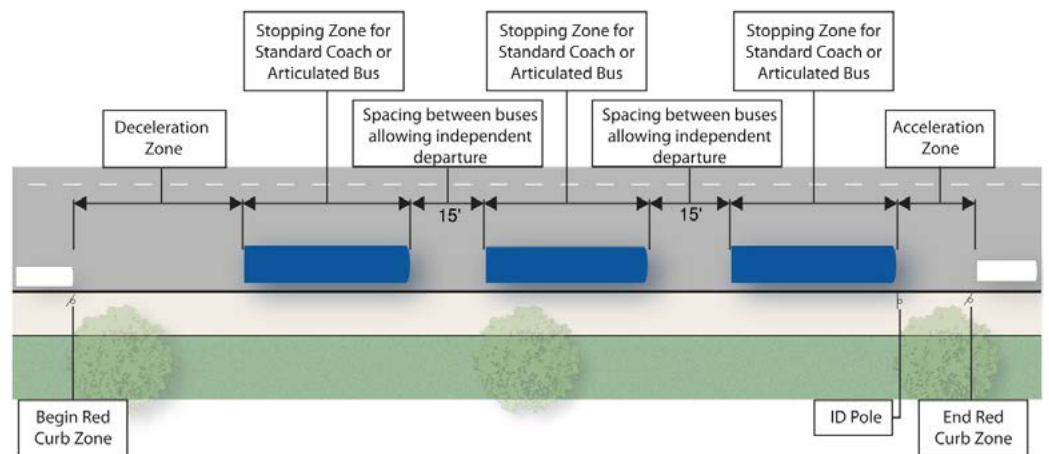 Stopping Zone for
Standard Coach or
Articulated Bus
Stopping Zone for
Standard Coach or
Articulated Bus
Stopping Zone for
Standard Coach or
Articulated Bus
Deceleration
Zone
Spacing between buses
allowing independent
departure
Spacing between buses
allowing independent
departure
Acceleration
Zone
15'
15'
Begin Red
Curb Zone
ID Pole
End Red
Curb Zone